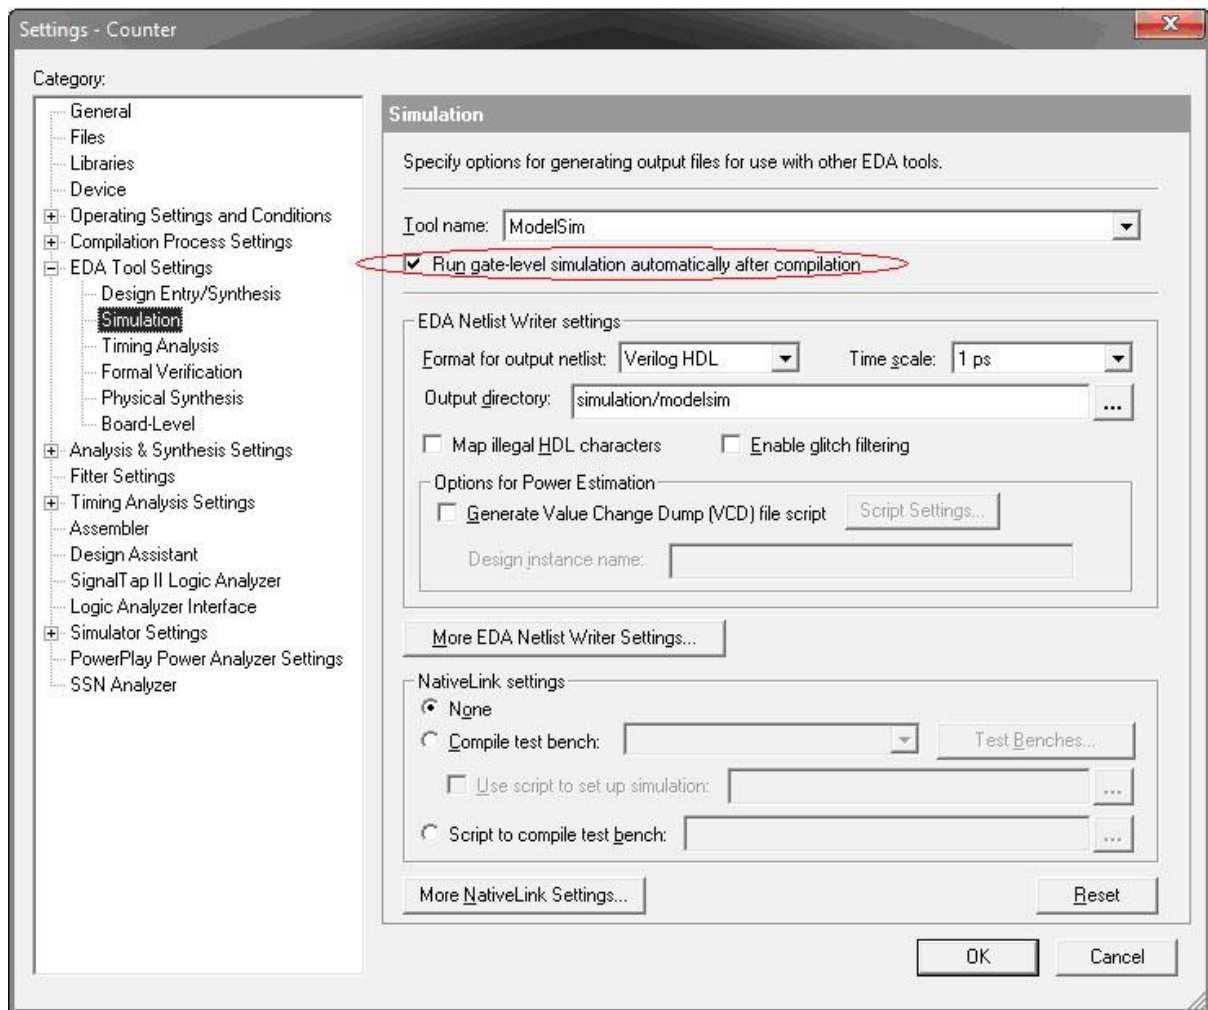 Settings - Counter
Category:
General
Files
Libraries
Device
Operating Settings and Conditions
Compilation Process Settings
EDA Tool Settings
Design Entry/Synthesis
Simulation
Timing Analysis
Formal Verification
Physical Synthesis
Board-Level
Analysis & Synthesis Settings
Fitter Settings
Timing Analysis Settings
Assembler
Design Assistant
SignalTap II Logic Analyzer
Logic Analyzer Interface
Simulator Settings
PowerPlay Power Analyzer Settings
SSN Analyzer
Simulation
Specify options for generating output files for use with other EDA tools.
Tool name: ModelSim
Run gate-level simulation automatically after compilation
EDA Netlist Writer settings
Format for output netlist: Verilog HDL Time scale: 1 ps
Output directory: simulation/modelsim ...
Map illegal HDL characters Enable glitch filtering
Options for Power Estimation
Generate Value Change Dump (VCD) file script Script Settings...
Design instance name:
More EDA Netlist Writer Settings...
NativeLink settings
None
Compile test bench: Test Benches...
Use script to set up simulation: ...
Script to compile test bench: ...
More NativeLink Settings... Reset
OK Cancel